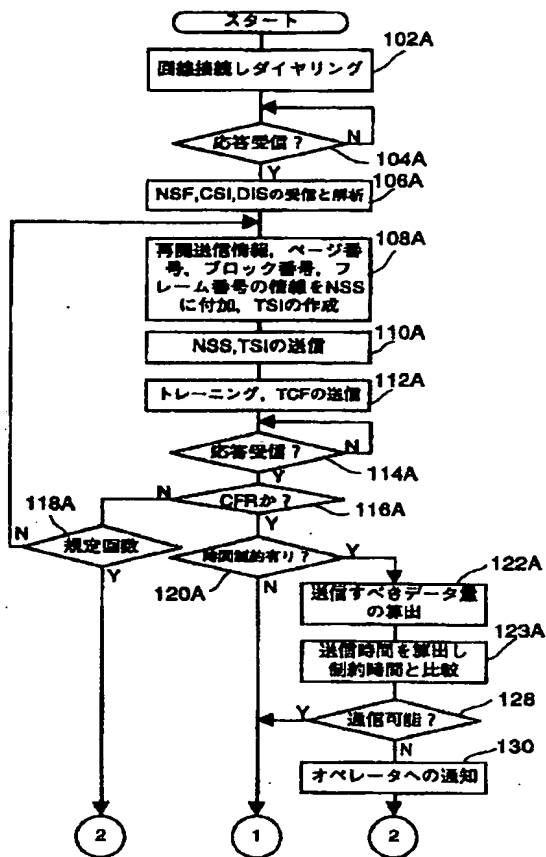 スタート
102A
回線接続しダイヤリング
応答受信？
N
104A
Y
106A
NSF,CSI,DISの受信と解析
108A
再開送信情報，ページ番
号，ブロック番号，フ
レーム番号の情報をNSS
に付加，TSIの作成
110A
NSS,TSIの送信
112A
トレーニング，TCFの送信
応答受信？
N
114A
Y
N
CFRか？
116A
118A
Y
N
規定回数
時間制約有り？
Y
122A
Y
120A
N
送信すべきデータ量
の算出
123A
送信時間を算出し
制約時間と比較
128
Y
通信可能？
N
130
オペレータへの通知
2
1
2